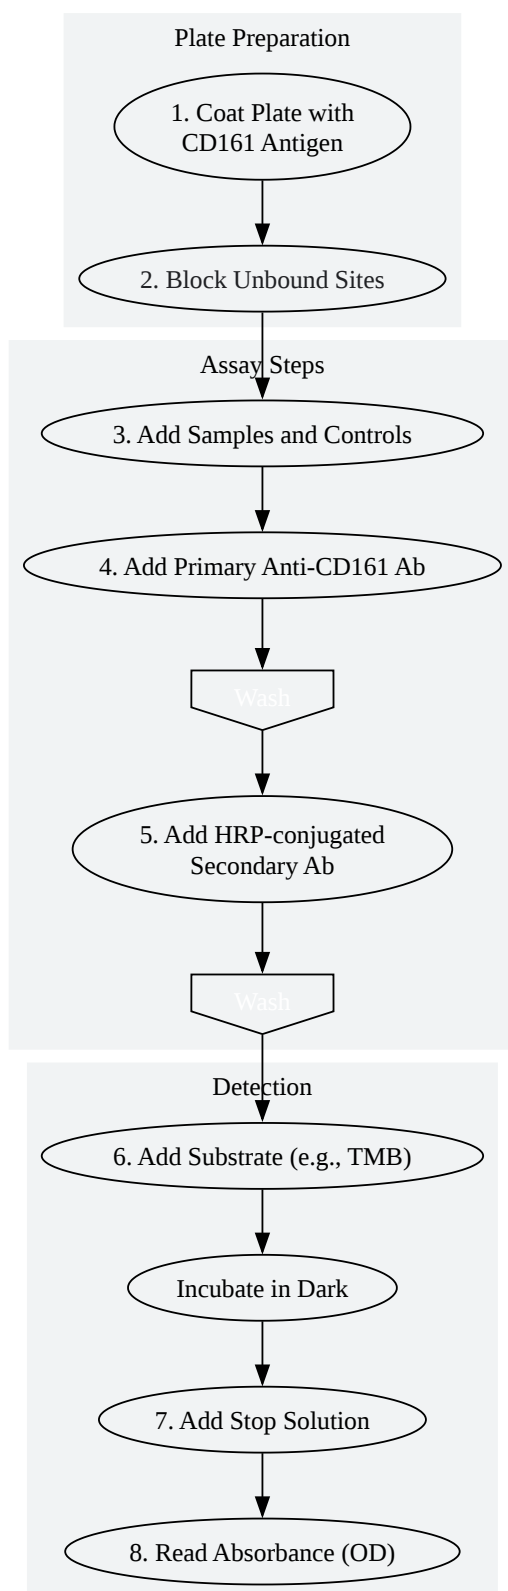 Plate Preparation
1. Coat Plate with
CD161 Antigen
2. Block Unbound Sites
Assay Steps
3. Add Samples and Controls
4. Add Primary Anti-CD161 Ab
Wash
5. Add HRP-conjugated
Secondary Ab
Wash
Detection
6. Add Substrate (e.g., TMB)
Incubate in Dark
7. Add Stop Solution
8. Read Absorbance (OD)